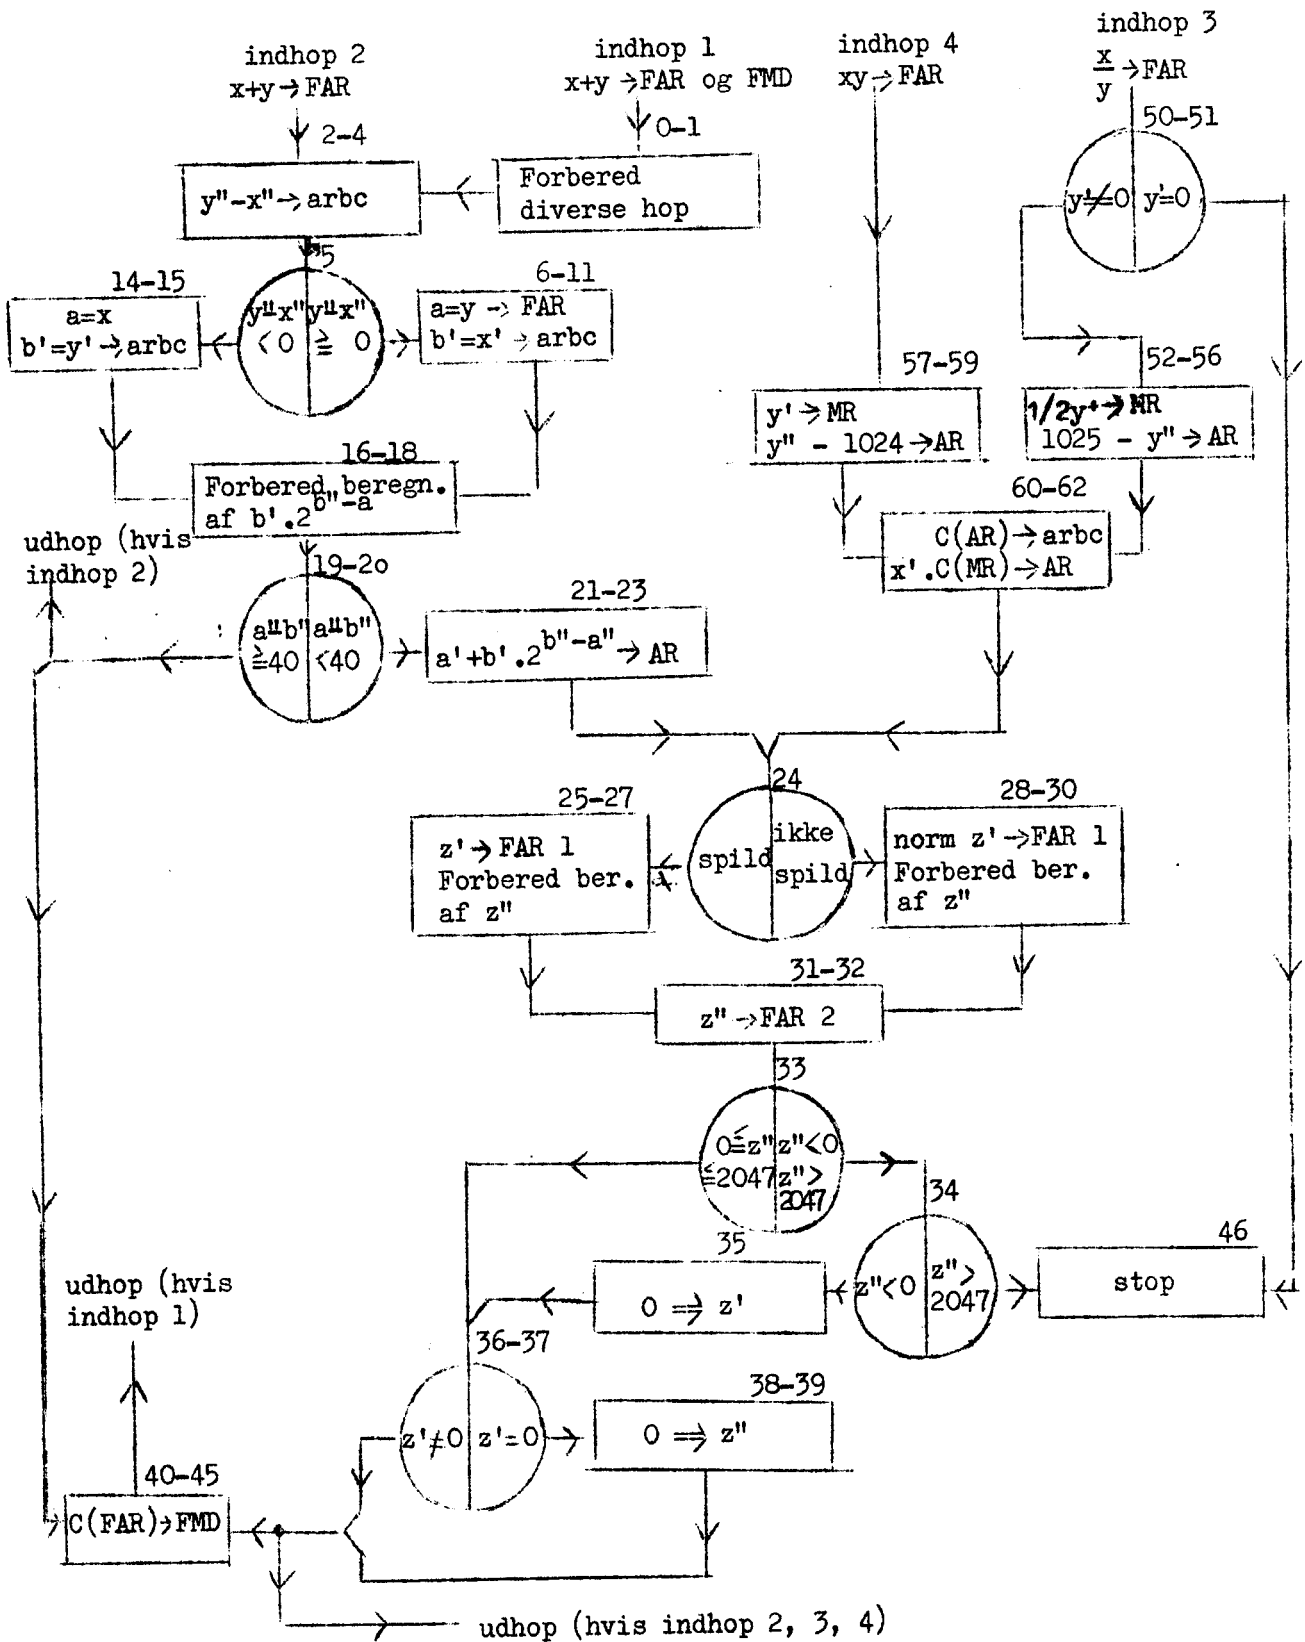 indhop 2
x+y→FAR
indhop 1
x+y →FAR og FMD
indhop 4
xy→FAR
indhop 3
x
y
→FAR
2-4
0-1
50-51
y"-x"→arbc
Forbered
diverse hop
y'≠0
y'=0
5
14-15
6-11
a=x
b'=y'→arbc
y"-x"
<0
y"-x"
≧ 0
a=y → FAR
b'=x' → arbc
57-59
52-56
y'→MR
y" - 1024→AR
1/2y'→MR
1025 - y"→AR
16-18
Forbered beregn.
af b'.2^b"-a
60-62
C(AR)→arbc
x'.C(MR)→AR
udhop (hvis
indhop 2)
19-2o
21-23
a"-b"
≧40
a"-b"
<40
a'+b'.2^b"-a"→ AR
24
25-27
28-30
z'→FAR 1
Forbered ber.
af z"
spild
ikke
spild
norm z'→FAR 1
Forbered ber.
af z"
31-32
z"→FAR 2
33
0≦z"
≦2047
z"<0
z">
2047
34
35
46
0 ⇒ z'
z"<0
z">
2047
stop
udhop (hvis
indhop 1)
36-37
38-39
z'≠0
z'=0
0 ⇒ z"
40-45
C(FAR)→FMD
udhop (hvis indhop 2, 3, 4)